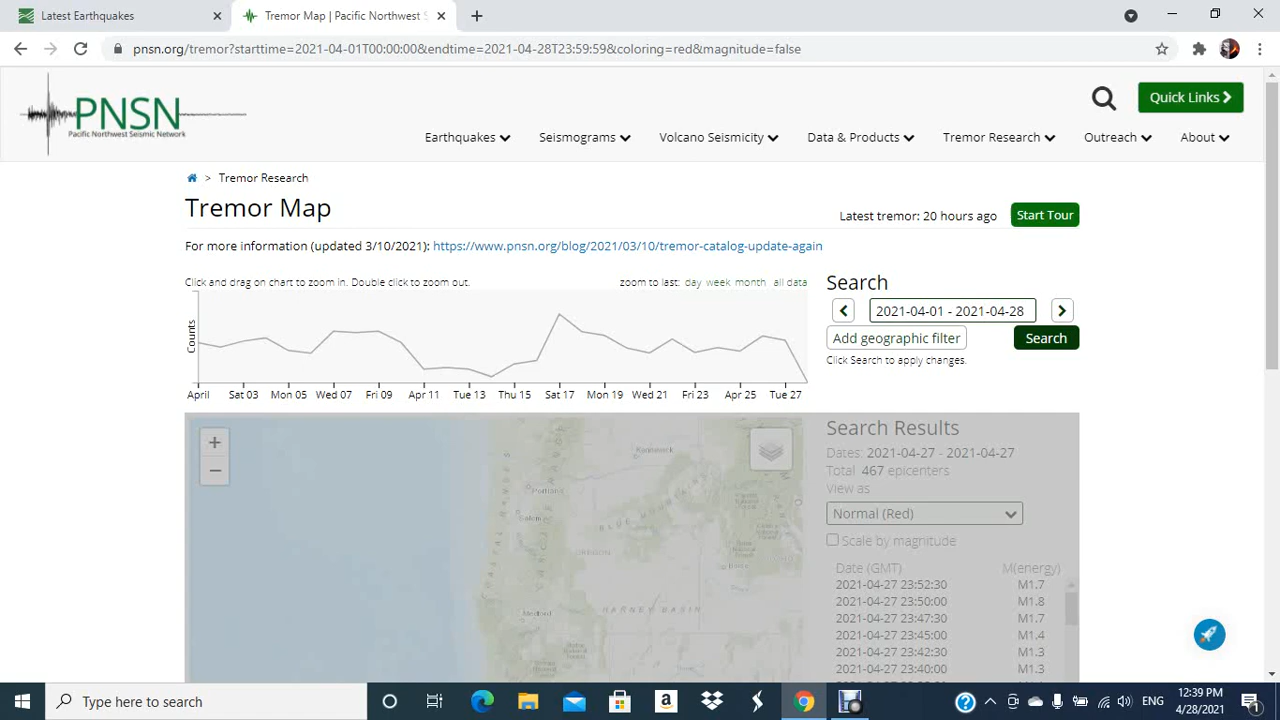 Latest Earthquakes
Tremor Map | Pacific Northwest S
pnsn.org/tremor?starttime=2021-04-01T00:00:00&endtime=2021-04-28T23:59:59&coloring=red&magnitude=false
PNSN
Pacific Northwest Seismic Network
Quick Links
Earthquakes Seismograms Volcano Seismicity Data & Products Tremor Research Outreach About
> Tremor Research
Tremor Map
Latest tremor: 20 hours ago Start Tour
For more information (updated 3/10/2021): https://www.pnsn.org/blog/2021/03/10/tremor-catalog-update-again
Click and drag on chart to zoom in. Double click to zoom out. zoom to last: day week month all data
Counts
April Sat 03 Mon 05 Wed 07 Fri 09 Apr 11 Tue 13 Thu 15 Sat 17 Mon 19 Wed 21 Fri 23 Apr 25 Tue 27
Search
2021-04-01 - 2021-04-28
Add geographic filter Search
Click Search to apply changes.
+
−
Kennewick
Portland
Salem
BLUE MOUNTAINS
OREGON
CASCADE
HARNEY BASIN
Medford
Search Results
Dates: 2021-04-27 - 2021-04-27
Total 467 epicenters
View as
Normal (Red)
Scale by magnitude
Date (GMT) M(energy)
2021-04-27 23:52:30 M1.7
2021-04-27 23:50:00 M1.8
2021-04-27 23:47:30 M1.7
2021-04-27 23:45:00 M1.4
2021-04-27 23:42:30 M1.3
2021-04-27 23:40:00 M1.3
Type here to search
ENG
12:39 PM
4/28/2021
1